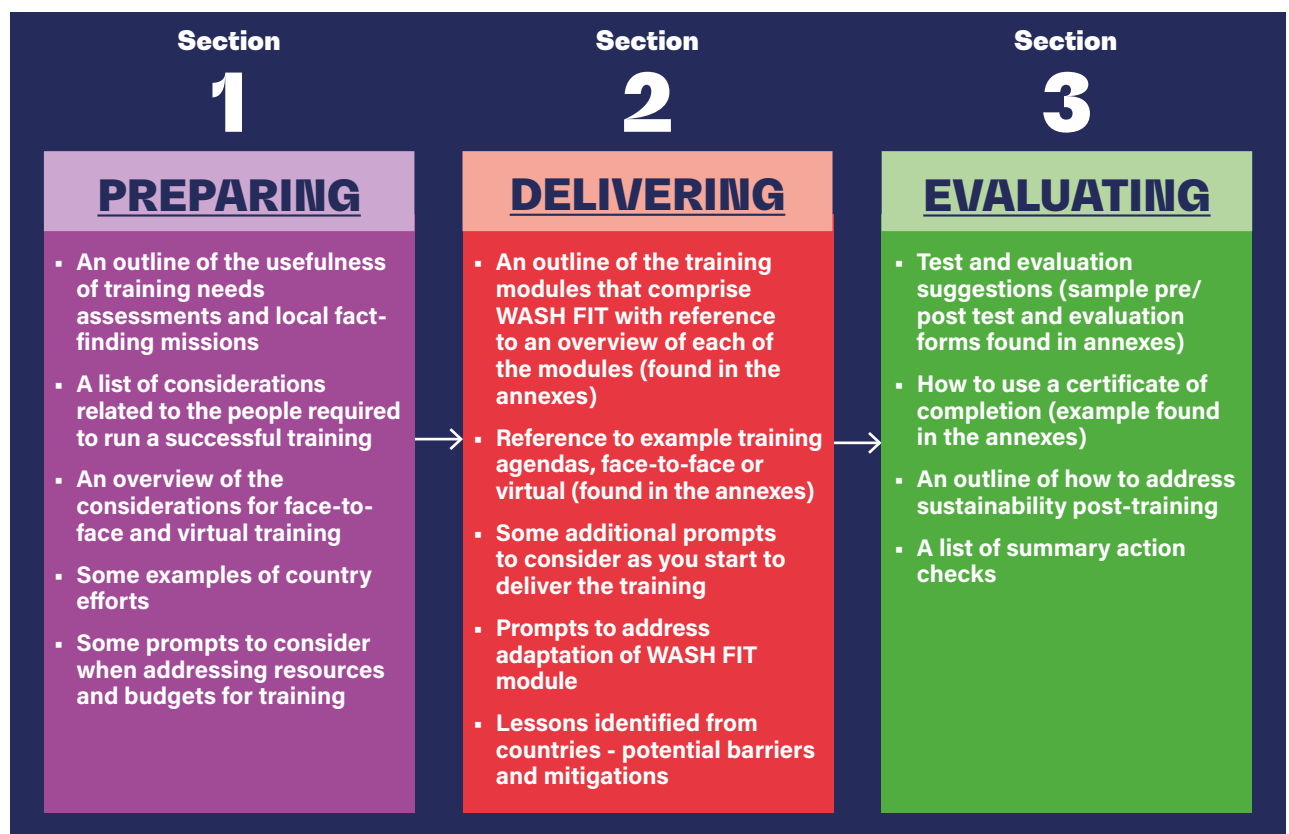 Section
1
PREPARING
▪ An outline of the usefulness
of training needs
assessments and local fact-
finding missions
▪ A list of considerations
related to the people required
to run a successful training
▪ An overview of the
considerations for face-to-
face and virtual training
▪ Some examples of country
efforts
▪ Some prompts to consider
when addressing resources
and budgets for training
Section
2
DELIVERING
▪ An outline of the training
modules that comprise
WASH FIT with reference
to an overview of each of
the modules (found in the
annexes)
▪ Reference to example training
agendas, face-to-face or
virtual (found in the annexes)
▪ Some additional prompts
to consider as you start to
deliver the training
▪ Prompts to address
adaptation of WASH FIT
module
▪ Lessons identified from
countries - potential barriers
and mitigations
Section
3
EVALUATING
▪ Test and evaluation
suggestions (sample pre/
post test and evaluation
forms found in annexes)
▪ How to use a certificate of
completion (example found
in the annexes)
▪ An outline of how to address
sustainability post-training
▪ A list of summary action
checks